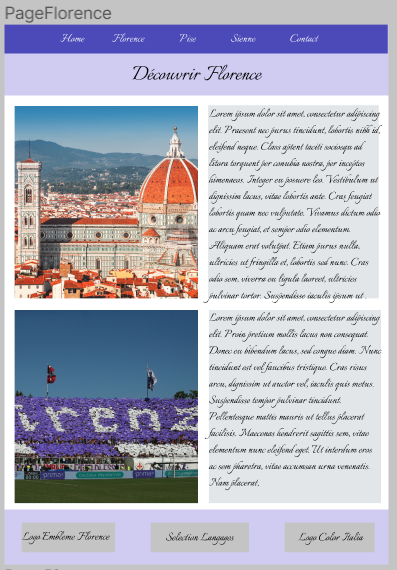 PageFlorence
Home Florence Pise Sienne Contact
Découvrir Florence
Lorem ipsum dolor sit amet, consectetur adipiscing
elit. Praesent nec purus tincidunt, lobortis nibh id,
eleifend neque. Class aptent taciti sociosqu ad
litora torquent per conubia nostra, per inceptos
himenaeos. Integer eu posuere leo. Vestibulum ut
dignissim lacus, vitae lobortis ante. Cras feugiat
lobortis quam nec vulputate. Vivamus dictum odio
ac arcu feugiat, et semper odio elementum.
Aliquam erat volutpat. Etiam purus nulla,
ultricies ut fringilla et, lobortis sed nunc. Cras
odio sem, viverra eu ligula laoreet, ultricies
pulvinar tortor. Suspendisse iaculis ipsum ut
Lorem ipsum dolor sit amet, consectetur adipiscing
elit. Proin pretium mollis lacus non consequat.
Donec eu bibendum lacus, sed congue diam. Nunc
tincidunt est vel faucibus tristique. Cras risus
arcu, dignissim ut auctor vel, iaculis quis metus.
Suspendisse tempor pulvinar tincidunt.
Pellentesque mattis mauris ut tellus placerat
facilisis. Maecenas hendrerit sagittis sem, vitae
elementum nunc eleifend eget. Ut interdum eros
ac sem pharetra, vitae accumsan urna venenatis.
Nam placerat,
Logo Emblème Florence
Selection Langages
Logo Color Italia